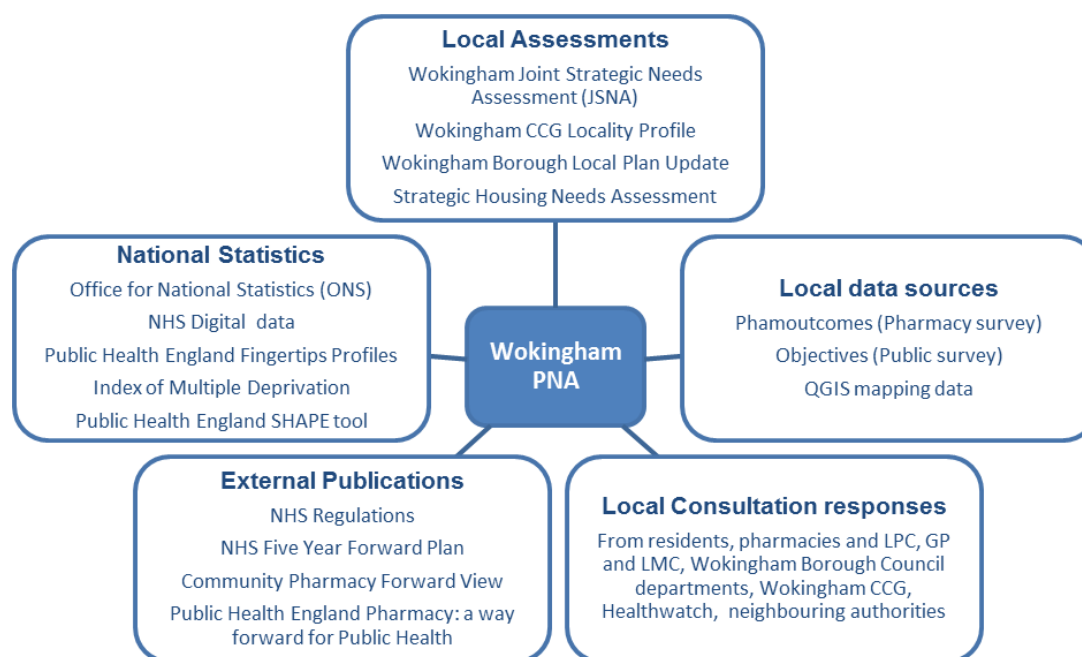 Local Assessments
Wokingham Joint Strategic Needs
Assessment (JSNA)
Wokingham CCG Locality Profile
Wokingham Borough Local Plan Update
Strategic Housing Needs Assessment
National Statistics
Office for National Statistics (ONS)
NHS Digital data
Public Health England Fingertips Profiles
Index of Multiple Deprivation
Public Health England SHAPE tool
Wokingham
PNA
Local data sources
Phamoutcomes (Pharmacy survey)
Objectives (Public survey)
QGIS mapping data
External Publications
NHS Regulations
NHS Five Year Forward Plan
Community Pharmacy Forward View
Public Health England Pharmacy: a way
forward for Public Health
Local Consultation responses
From residents, pharmacies and LPC, GP
and LMC, Wokingham Borough Council
departments, Wokingham CCG,
Healthwatch, neighbouring authorities